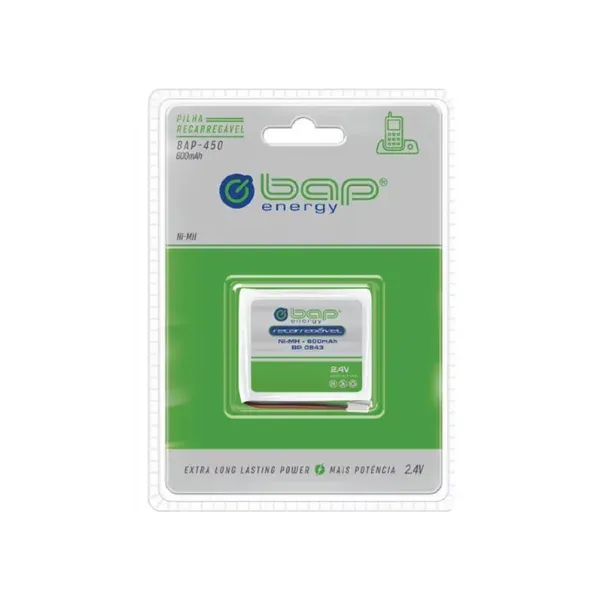 PILHA
RECARREGÁVEL
BAP-450
600mAh
bap®
energy
Ni-MH
bap®
energy
recarregável
Ni-MH - 600mAh
2.4V
EXTRA LONG LASTING POWER MAIS POTÊNCIA 2.4V